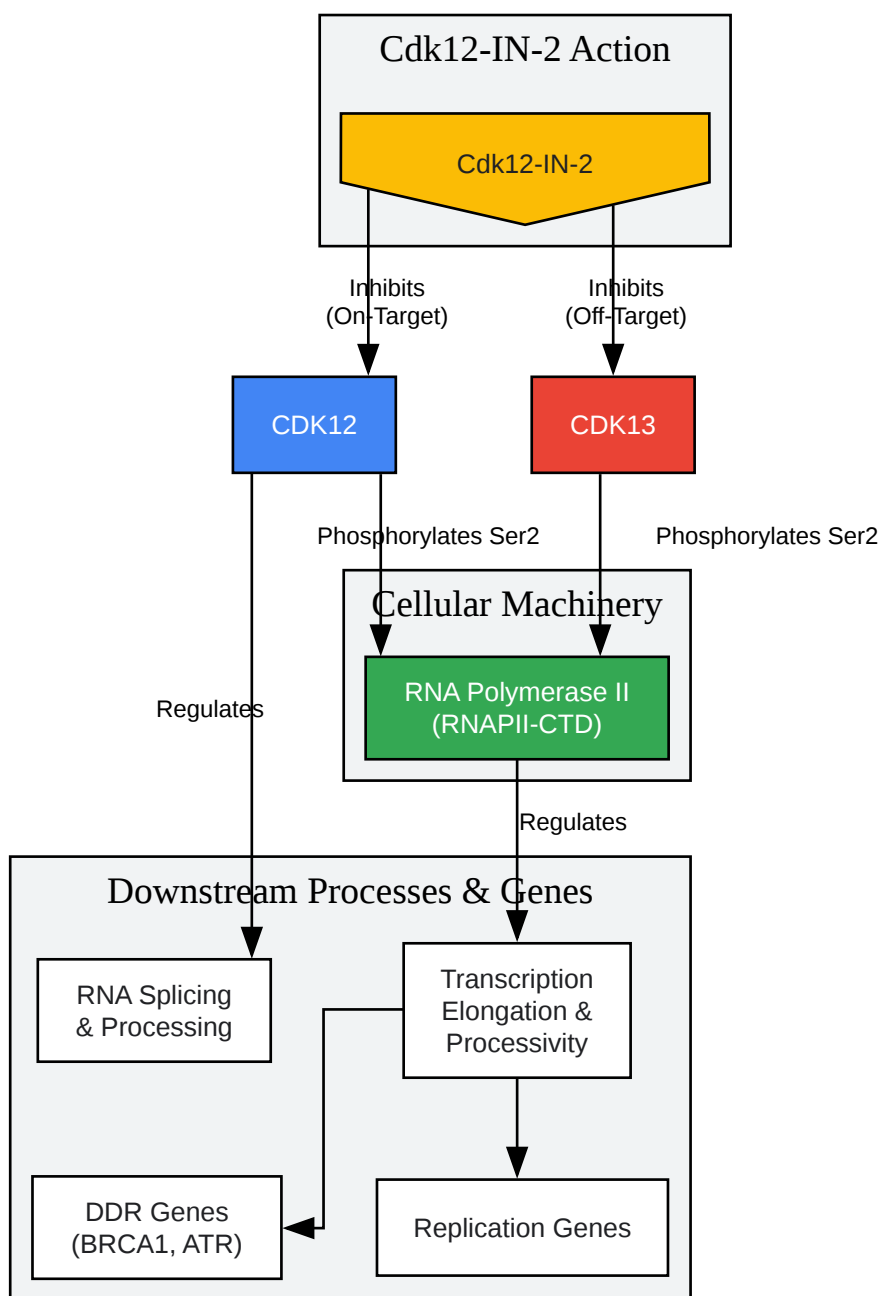 Cdk12-IN-2 Action
Cdk12-IN-2
Inhibits
(On-Target)
Inhibits
(Off-Target)
CDK12
CDK13
Phosphorylates Ser2
Phosphorylates Ser2
Cellular Machinery
RNA Polymerase II
(RNAPII-CTD)
Regulates
Regulates
Downstream Processes & Genes
RNA Splicing
& Processing
Transcription
Elongation &
Processivity
DDR Genes
(BRCA1, ATR)
Replication Genes